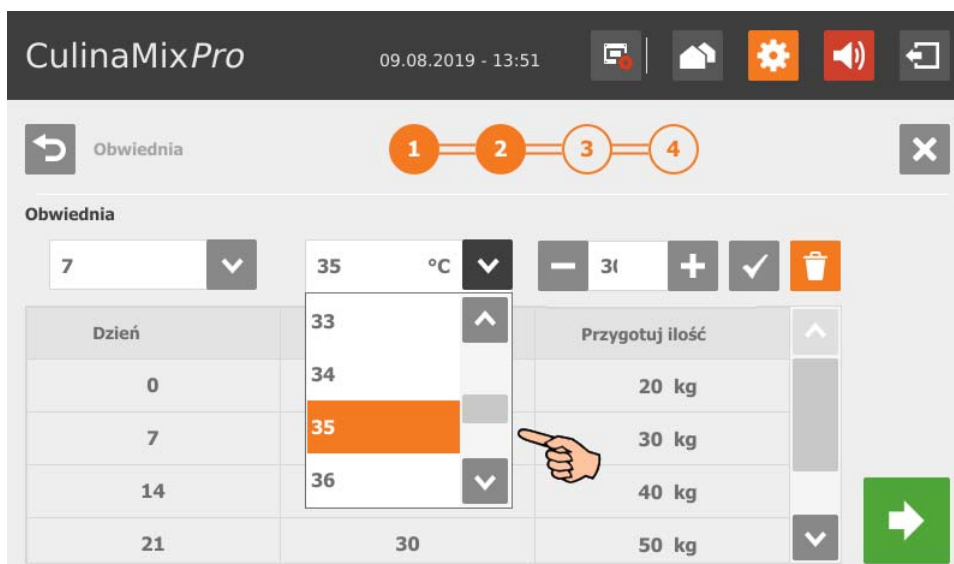 CulinaMixPro 09.08.2019 - 13:51
Obwiednia 1 2 3 4
Obwiednia
7 35 °C
Dzień Przygotuj ilość
33
34
0 20 kg
35
7 30 kg
36
14 40 kg
21 30 50 kg